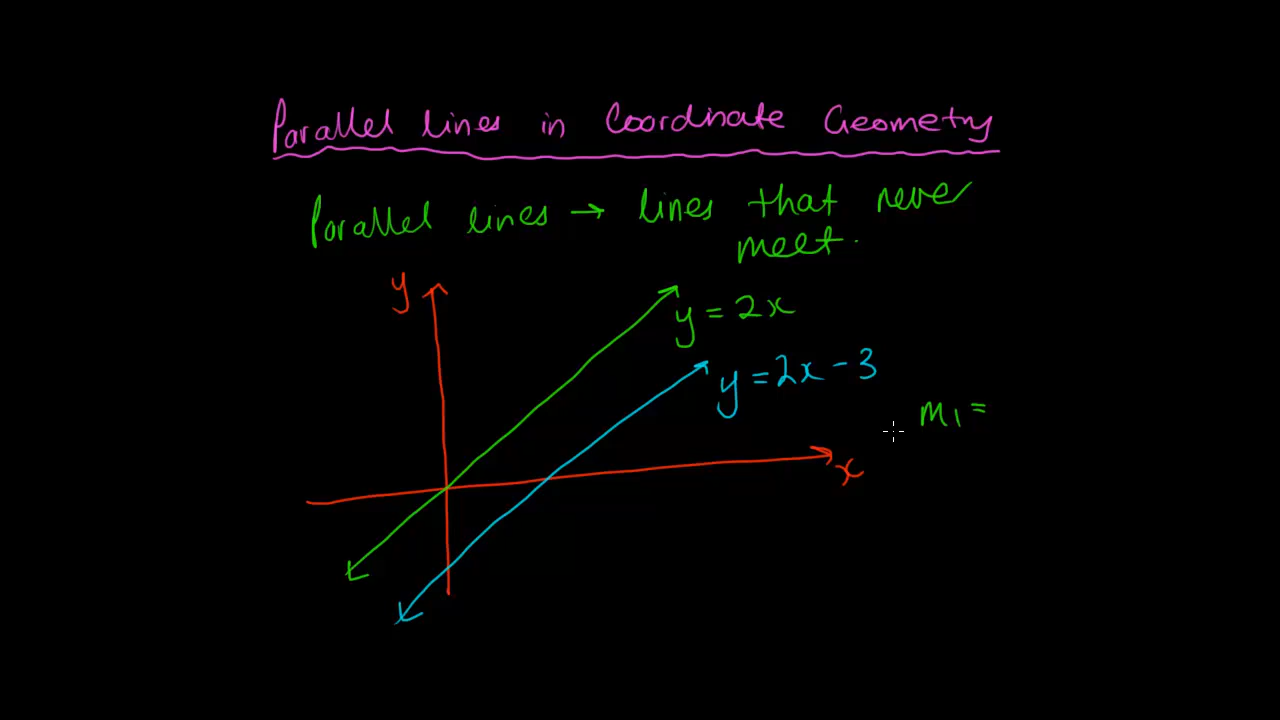 Parallel lines in Coordinate Geometry
Parallel lines → lines that never
meet.
y
y = 2x
y = 2x - 3
m1 =
x